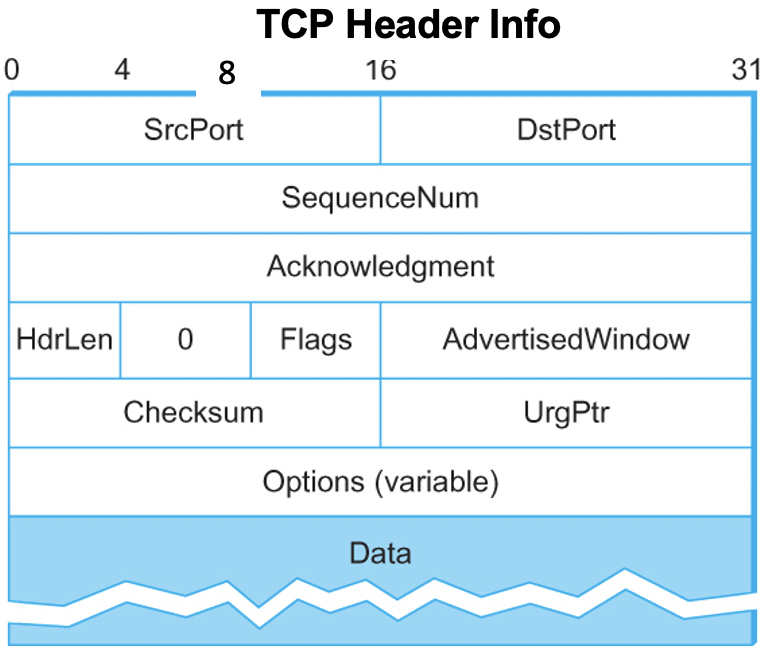 TCP Header Info
0 4 8 16 31
SrcPort DstPort
SequenceNum
Acknowledgment
HdrLen 0 Flags AdvertisedWindow
Checksum UrgPtr
Options (variable)
Data